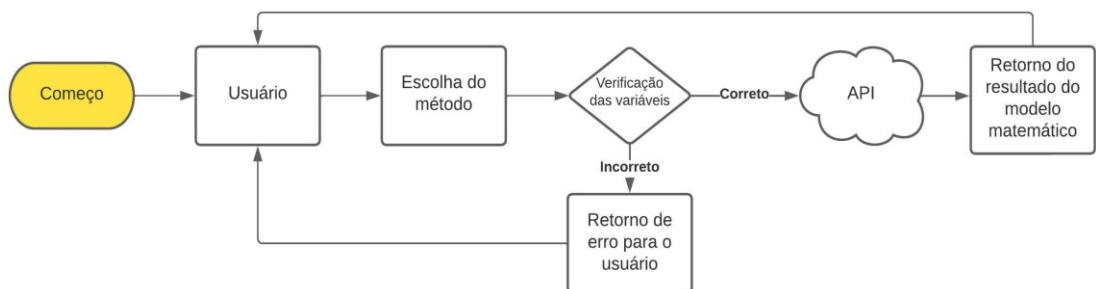 Começo
Usuário
Escolha do
método
Verificação
das variáveis
Correto
API
Retorno do
resultado do
modelo
matemático
Incorreto
Retorno de
erro para o
usuário